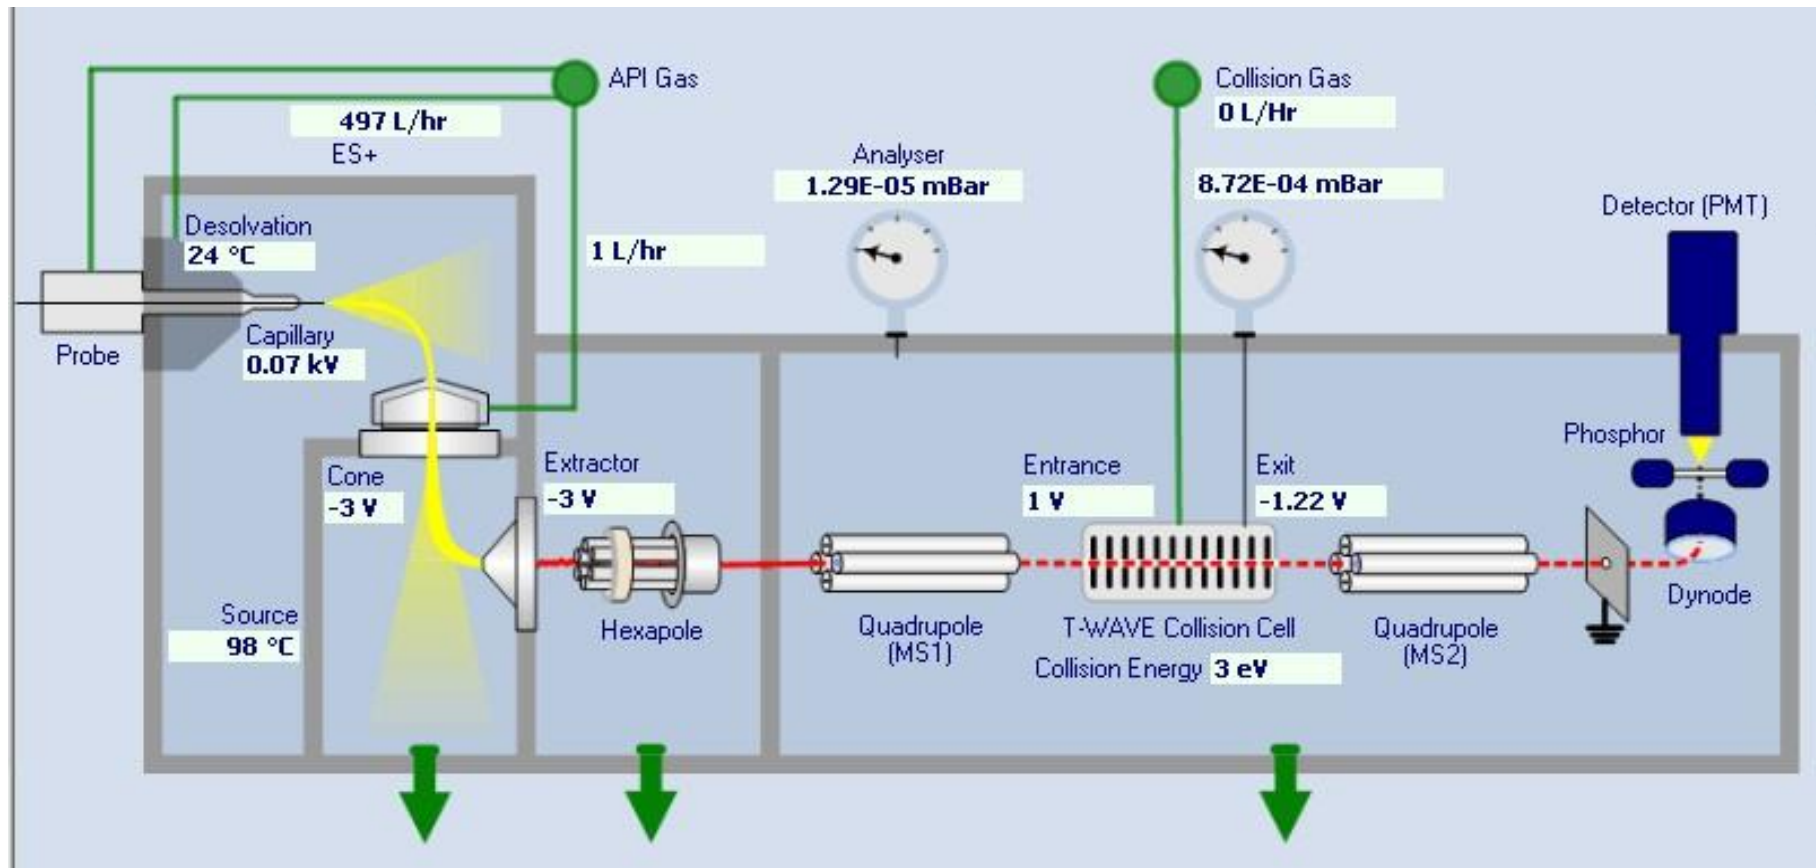 API Gas
497 L/hr
ES+
Collision Gas
0 L/Hr
Analyser
1.29E-05 mBar
8.72E-04 mBar
Detector (PMT)
Desolvation
24 °C
1 L/hr
Probe
Capillary
0.07 kV
Phosphor
Cone
-3 V
Extractor
-3 V
Entrance
1 V
Exit
-1.22 V
Source
98 °C
Hexapole
Quadrupole
(MS1)
T-WAVE Collision Cell
Collision Energy 3 eV
Quadrupole
(MS2)
Dynode